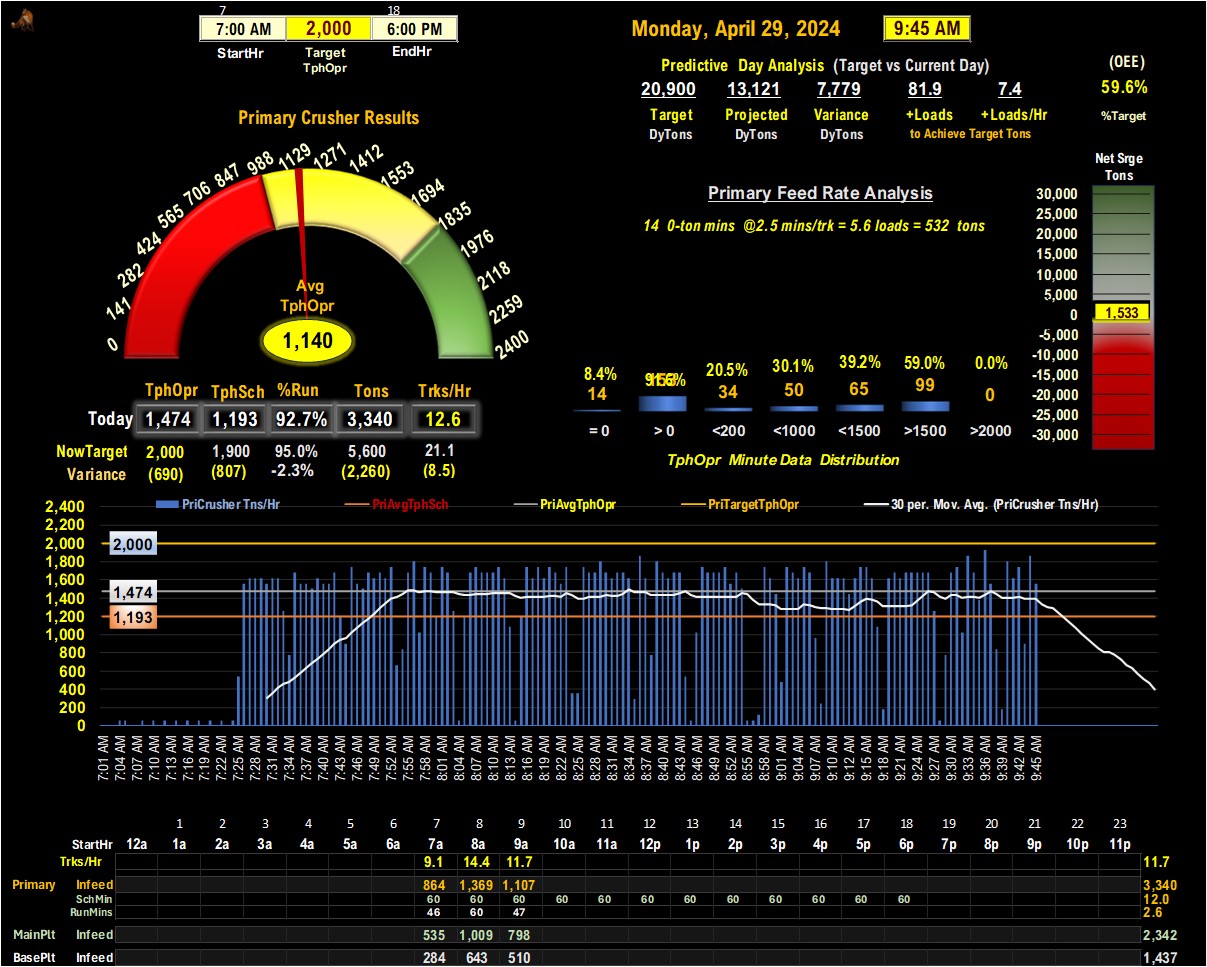 7 18
7:00 AM 2,000 6:00 PM
StartHr Target TphOpr EndHr
Monday, April 29, 2024 9:45 AM
Predictive Day Analysis (Target vs Current Day)
20,900 13,121 7,779 81.9 7.4
Target Projected Variance +Loads +Loads/Hr
DyTons DyTons DyTons to Achieve Target Tons
(OEE)
59.6%
%Target
Primary Crusher Results
0 141 282 424 565 706 847 988 1129 1271 1412 1553 1694 1835 1976 2118 2259 2400
Avg
TphOpr
1,140
Net Srge
Tons
30,000
25,000
20,000
15,000
10,000
5,000
0
1,533
-5,000
-10,000
-15,000
-20,000
-25,000
-30,000
Primary Feed Rate Analysis
14 0-ton mins @2.5 mins/trk = 5.6 loads = 532 tons
8.4% 20.5% 30.1% 39.2% 59.0% 0.0%
14 34 50 65 99 0
= 0 > 0 <200 <1000 <1500 >1500 >2000
TphOpr Minute Data Distribution
TphOpr TphSch %Run Tons Trks/Hr
Today 1,474 1,193 92.7% 3,340 12.6
NowTarget 2,000 1,900 95.0% 5,600 21.1
Variance (690) (807) -2.3% (2,260) (8.5)
PriCrusher Tns/Hr PriAvgTphSch PriAvgTphOpr PriTargetTphOpr 30 per. Mov. Avg. (PriCrusher Tns/Hr)
2,400
2,200
2,000 2,000
1,800
1,600
1,400 1,474
1,200 1,193
1,000
800
600
400
200
0
7:01 AM 7:04 AM 7:07 AM 7:10 AM 7:13 AM 7:16 AM 7:19 AM 7:22 AM 7:25 AM 7:28 AM 7:31 AM 7:34 AM 7:37 AM 7:40 AM 7:43 AM 7:46 AM 7:49 AM 7:52 AM 7:55 AM 7:58 AM 8:01 AM 8:04 AM 8:07 AM 8:10 AM 8:13 AM 8:16 AM 8:19 AM 8:22 AM 8:25 AM 8:28 AM 8:31 AM 8:34 AM 8:37 AM 8:40 AM 8:43 AM 8:46 AM 8:49 AM 8:52 AM 8:55 AM 8:58 AM 9:01 AM 9:04 AM 9:07 AM 9:10 AM 9:12 AM 9:15 AM 9:18 AM 9:21 AM 9:24 AM 9:27 AM 9:30 AM 9:33 AM 9:36 AM 9:39 AM 9:42 AM 9:45 AM
1 2 3 4 5 6 7 8 9 10 11 12 13 14 15 16 17 18 19 20 21 22 23
StartHr 12a 1a 2a 3a 4a 5a 6a 7a 8a 9a 10a 11a 12p 1p 2p 3p 4p 5p 6p 7p 8p 9p 10p 11p
Trks/Hr 9.1 14.4 11.7 11.7
Primary Infeed 864 1,369 1,107 3,340
SchMin 60 60 60 60 60 60 60 60 60 60 60 60 12.0
RunMins 46 60 47 2.6
MainPlt Infeed 535 1,009 798 2,342
BasePlt Infeed 284 643 510 1,437